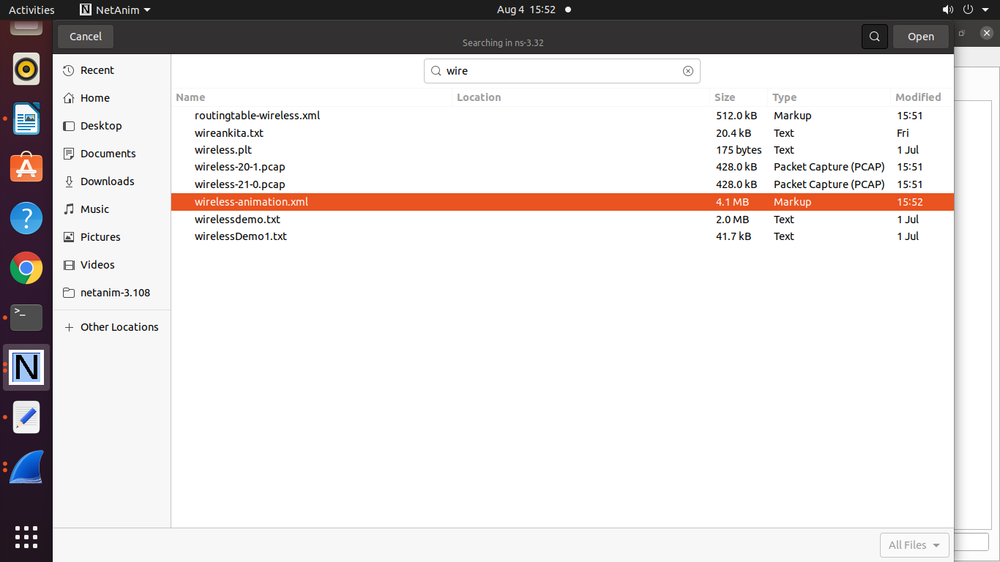 Activities NetAnim Aug 4 15:52
Cancel Searching in ns-3.32 Open
Recent
Home
Desktop
Documents
Downloads
Music
Pictures
Videos
netanim-3.108
Other Locations
wire
Name Location Size Type Modified
routingtable-wireless.xml 512.0 kB Markup 15:51
wireankita.txt 20.4 kB Text Fri
wireless.plt 175 bytes Text 1 Jul
wireless-20-1.pcap 428.0 kB Packet Capture (PCAP) 15:51
wireless-21-0.pcap 428.0 kB Packet Capture (PCAP) 15:51
wireless-animation.xml 4.1 MB Markup 15:52
wirelessdemo.txt 2.0 MB Text 1 Jul
wirelessDemo1.txt 41.7 kB Text 1 Jul
All Files